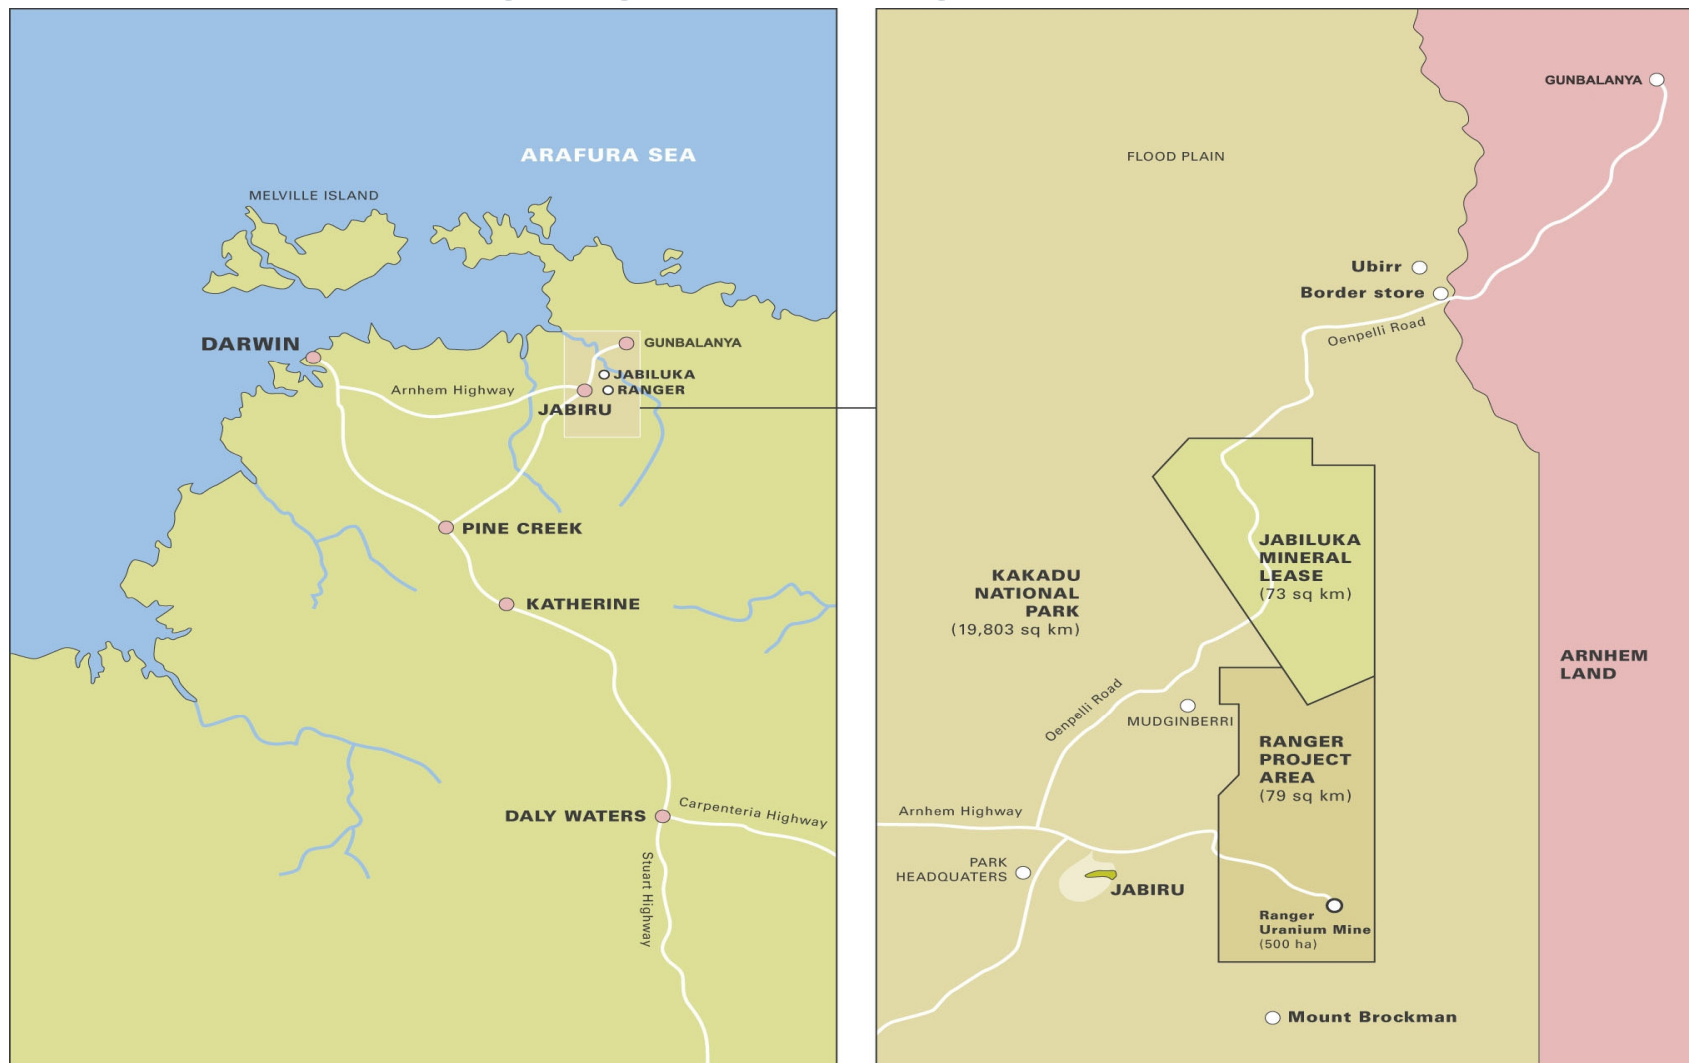 ARAFURA SEA
MELVILLE ISLAND
DARWIN
GUNBALANYA
JABILUKA
RANGER
Arnhem Highway
JABIRU
PINE CREEK
KATHERINE
DALY WATERS
Carpenteria Highway
Stuart Highway
GUNBALANYA
FLOOD PLAIN
Ubirr
Border store
Oenpelli Road
JABILUKA
MINERAL
LEASE
(73 sq km)
KAKADU
NATIONAL
PARK
(19,803 sq km)
ARNHEM
LAND
Oenpelli Road
MUDGINBERRI
RANGER
PROJECT
AREA
(79 sq km)
Arnhem Highway
PARK
HEADQUATERS
JABIRU
Ranger
Uranium Mine
(500 ha)
Mount Brockman